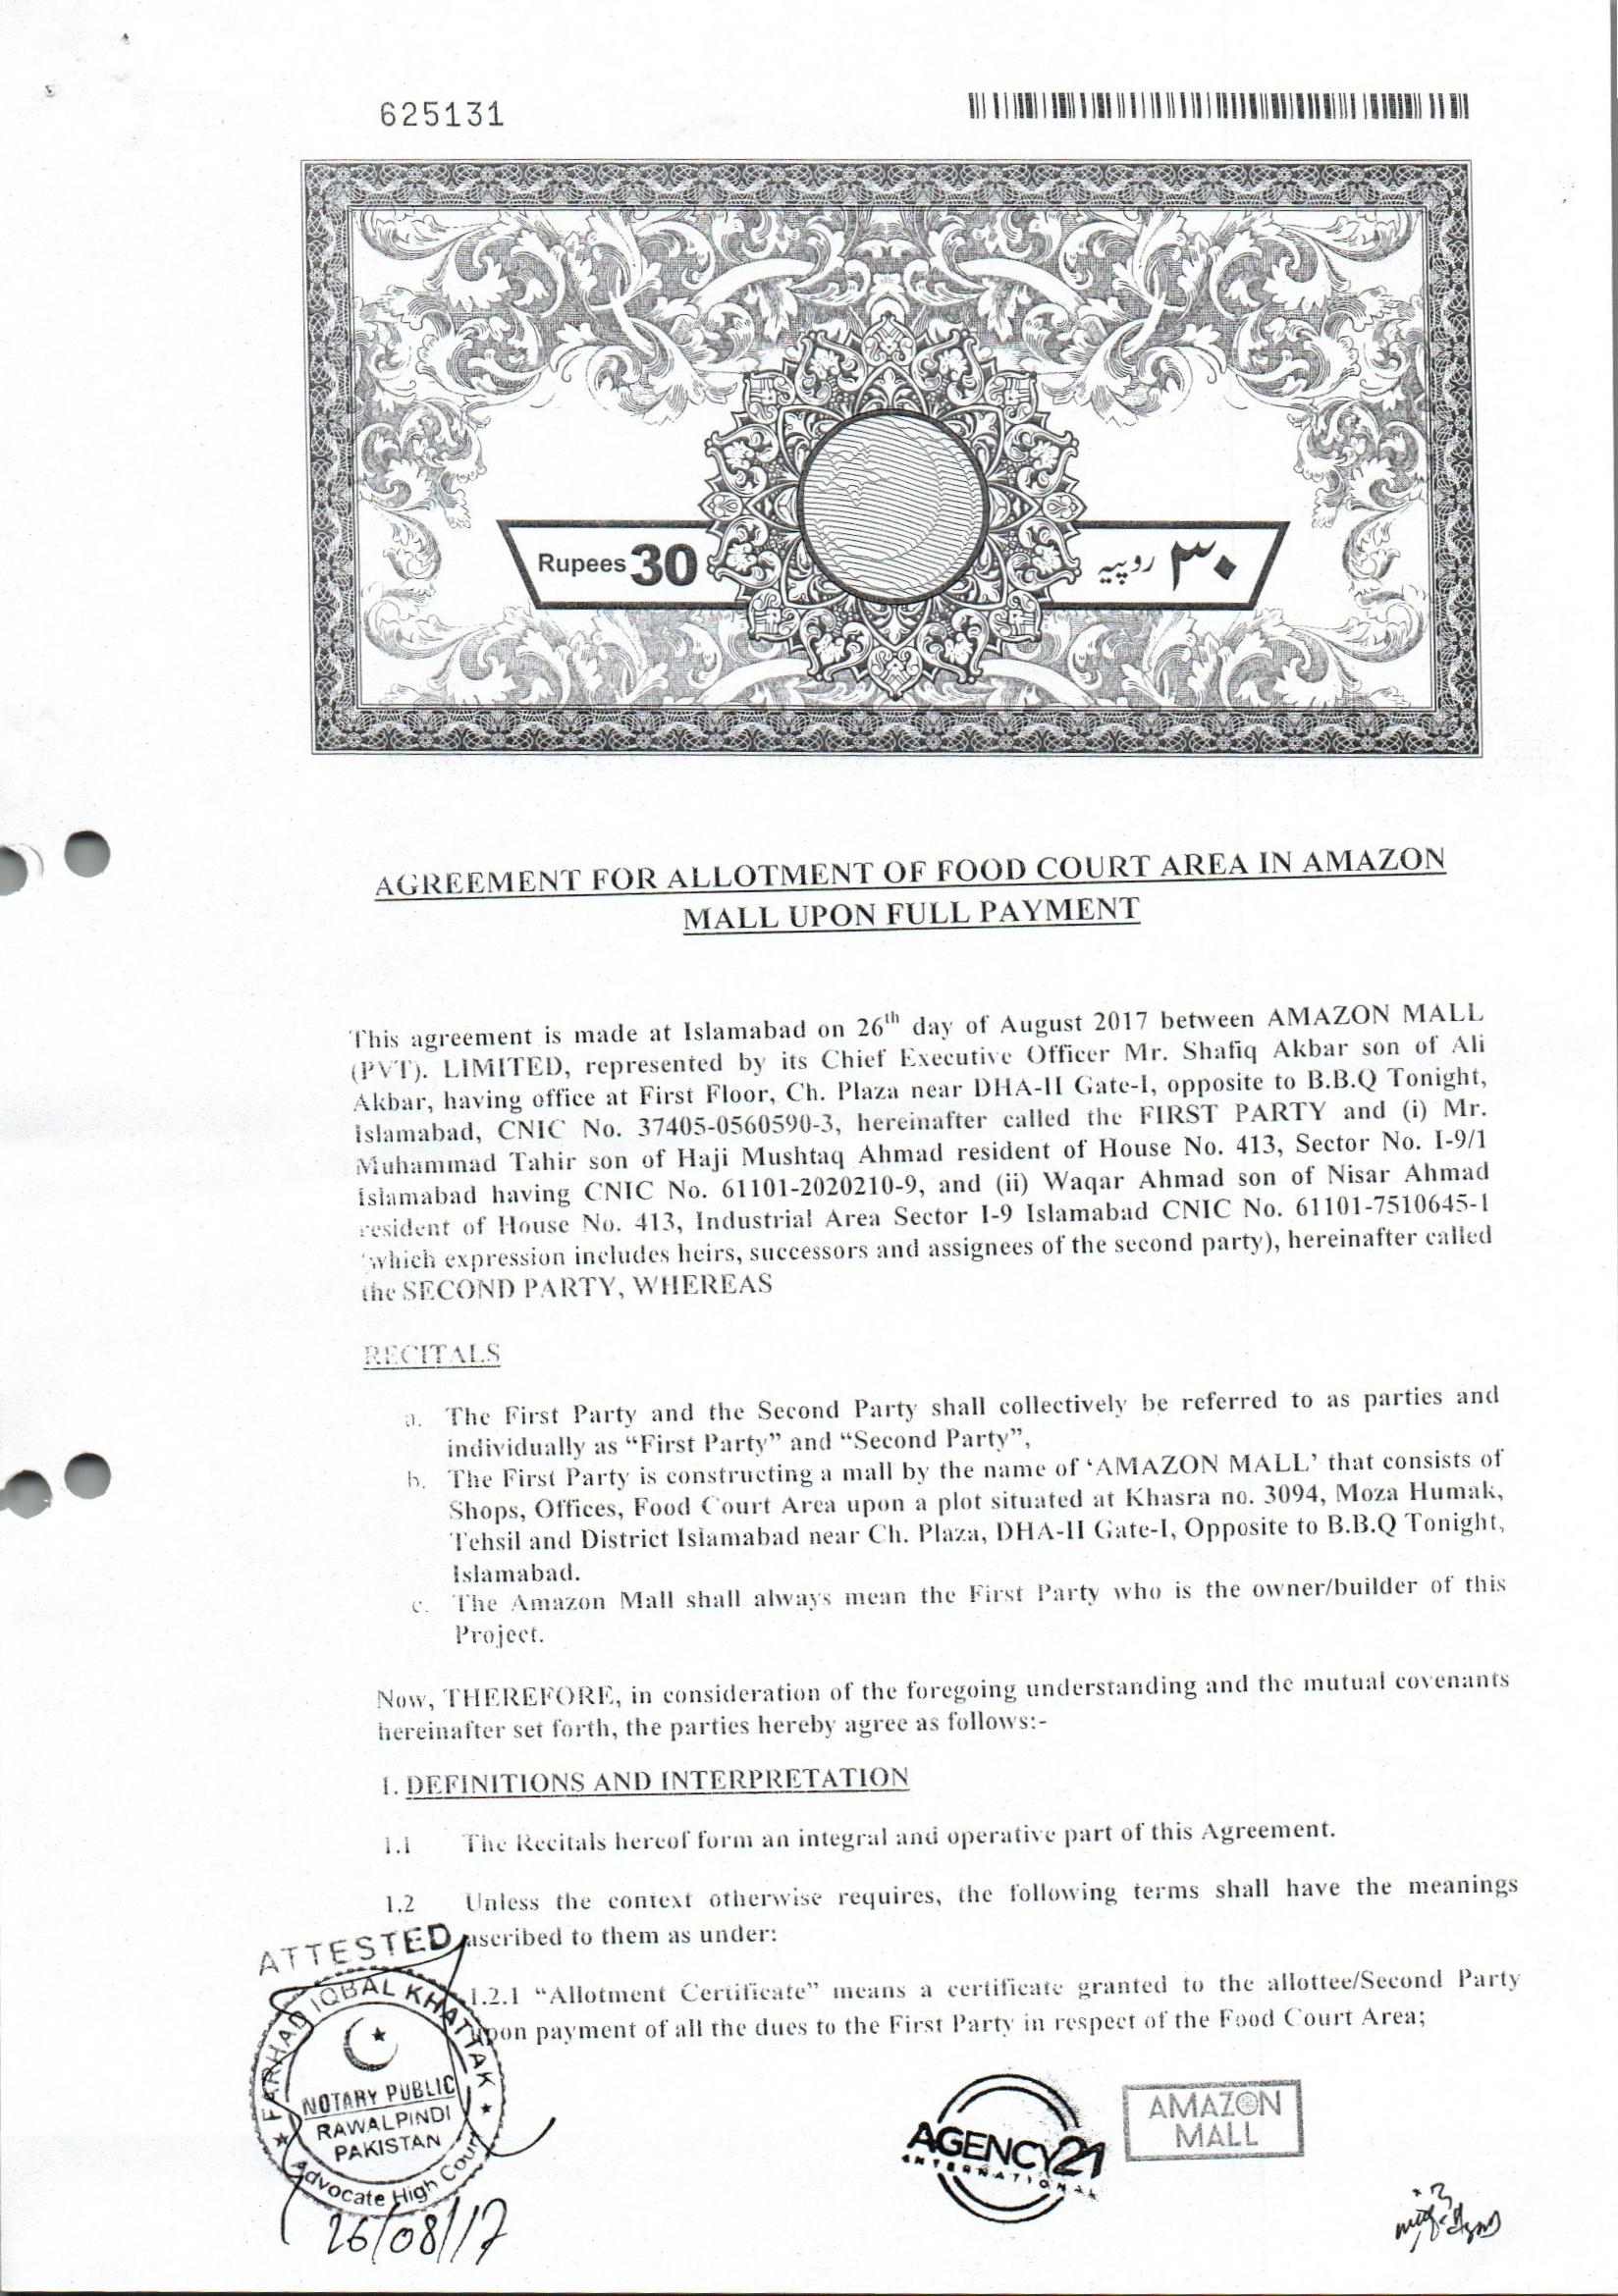 625131
Rupees 30
۳۰ روپیہ
AGREEMENT FOR ALLOTMENT OF FOOD COURT AREA IN AMAZON
MALL UPON FULL PAYMENT
This agreement is made at Islamabad on 26th day of August 2017 between AMAZON MALL
(PVT). LIMITED, represented by its Chief Executive Officer Mr. Shafiq Akbar son of Ali
Akbar, having office at First Floor, Ch. Plaza near DHA-II Gate-I, opposite to B.B.Q Tonight,
Islamabad, CNIC No. 37405-0560590-3, hereinafter called the FIRST PARTY and (i) Mr.
Muhammad Tahir son of Haji Mushtaq Ahmad resident of House No. 413, Sector No. I-9/1
Islamabad having CNIC No. 61101-2020210-9, and (ii) Waqar Ahmad son of Nisar Ahmad
resident of House No. 413, Industrial Area Sector I-9 Islamabad CNIC No. 61101-7510645-1
(which expression includes heirs, successors and assignees of the second party), hereinafter called
the SECOND PARTY, WHEREAS
RECITALS
a. The First Party and the Second Party shall collectively be referred to as parties and
individually as “First Party” and “Second Party”,
b. The First Party is constructing a mall by the name of ‘AMAZON MALL’ that consists of
Shops, Offices, Food Court Area upon a plot situated at Khasra no. 3094, Moza Humak,
Tehsil and District Islamabad near Ch. Plaza, DHA-II Gate-I, Opposite to B.B.Q Tonight,
Islamabad.
c. The Amazon Mall shall always mean the First Party who is the owner/builder of this
Project.
Now, THEREFORE, in consideration of the foregoing understanding and the mutual covenants
hereinafter set forth, the parties hereby agree as follows:-
1. DEFINITIONS AND INTERPRETATION
1.1 The Recitals hereof form an integral and operative part of this Agreement.
1.2 Unless the context otherwise requires, the following terms shall have the meanings
ascribed to them as under:
1.2.1 “Allotment Certificate” means a certificate granted to the allottee/Second Party
upon payment of all the dues to the First Party in respect of the Food Court Area;
ATTESTED
FARHAD IQBAL KHATTAK
NOTARY PUBLIC
RAWALPINDI
PAKISTAN
Advocate High Court
26/08/17
AGENCY21
INTERNATIONAL
AMAZON
MALL